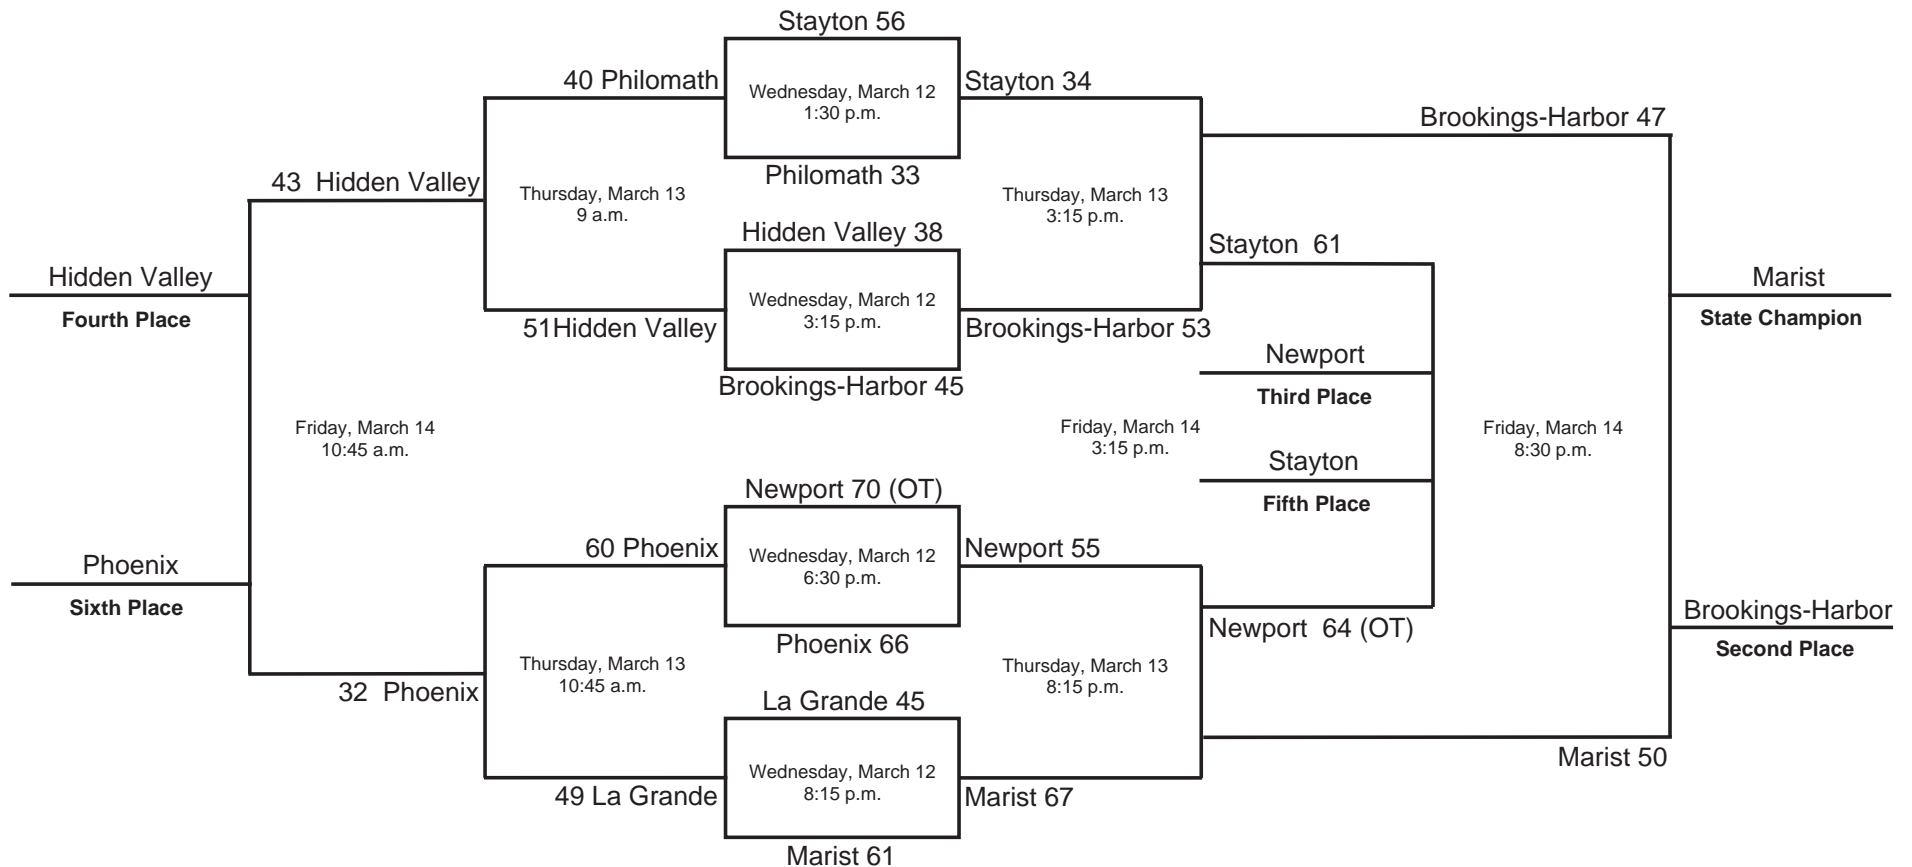 Stayton 56
40 Philomath
Wednesday, March 12
1:30 p.m.
Stayton 34
Brookings-Harbor 47
Philomath 33
43  Hidden Valley
Thursday, March 13
9 a.m.
Thursday, March 13
3:15 p.m.
Hidden Valley 38
Stayton  61
Hidden Valley
Fourth Place
Wednesday, March 12
3:15 p.m.
Marist
State Champion
51Hidden Valley
Brookings-Harbor 53
Brookings-Harbor 45
Newport
Third Place
Friday, March 14
10:45 a.m.
Friday, March 14
3:15 p.m.
Friday, March 14
8:30 p.m.
Stayton
Fifth Place
Newport 70 (OT)
60 Phoenix
Wednesday, March 12
6:30 p.m.
Newport 55
Phoenix
Sixth Place
Phoenix 66
Newport  64 (OT)
Brookings-Harbor
Second Place
32  Phoenix
Thursday, March 13
10:45 a.m.
Thursday, March 13
8:15 p.m.
La Grande 45
49 La Grande
Wednesday, March 12
8:15 p.m.
Marist 67
Marist 50
Marist 61